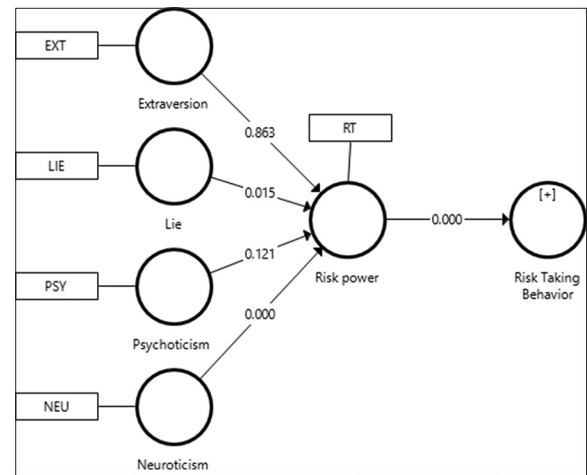 EXT
Extraversion
0.863
RT
LIE
0.015
Lie
[+]
0.000
Risk power
Risk Taking
Behavior
0.121
PSY
Psychoticism
0.000
NEU
Neuroticism